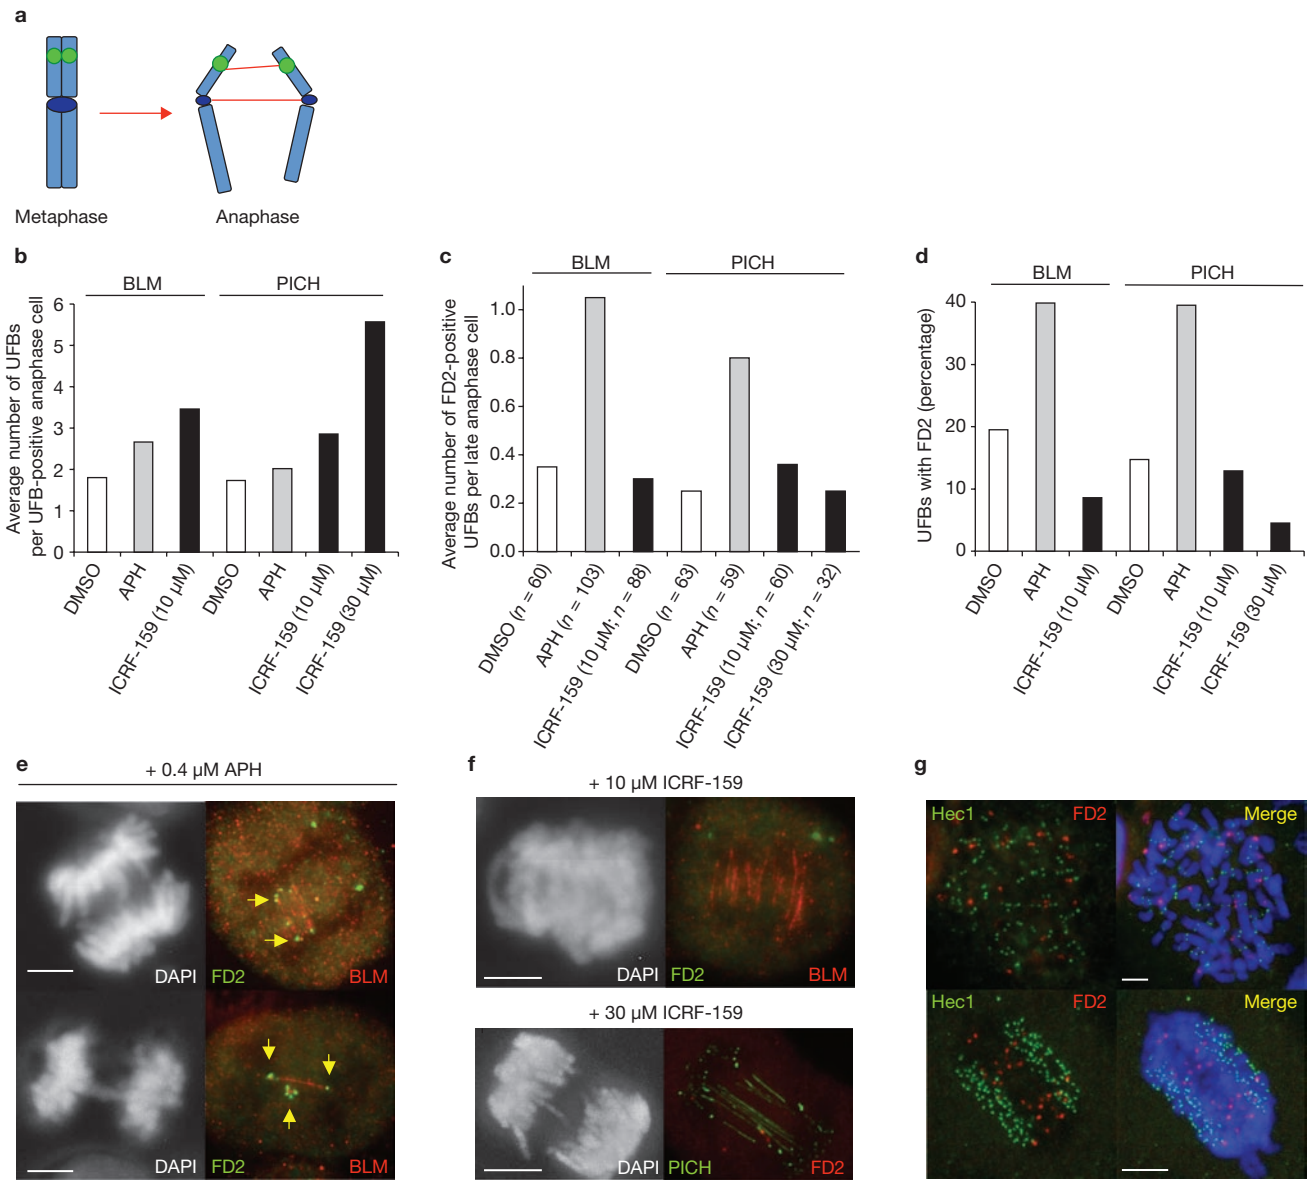 a
Metaphase
Anaphase
b
BLM
PICH
Average number of UFBs
per UFB-positive anaphase cell
6
5
4
3
2
1
0
DMSO
APH
ICRF-159 (10 µM)
DMSO
APH
ICRF-159 (10 µM)
ICRF-159 (30 µM)
c
BLM
PICH
Average number of FD2-positive
UFBs per late anaphase cell
1.0
0.8
0.6
0.4
0.2
0.0
DMSO (n = 60)
APH (n = 103)
ICRF-159 (10 µM; n = 88)
DMSO (n = 63)
APH (n = 59)
ICRF-159 (10 µM; n = 60)
ICRF-159 (30 µM; n = 32)
d
BLM
PICH
UFBs with FD2 (percentage)
40
30
20
10
0
DMSO
APH
ICRF-159 (10 µM)
DMSO
APH
ICRF-159 (10 µM)
ICRF-159 (30 µM)
e
+ 0.4 µM APH
DAPI
FD2
BLM
DAPI
FD2
BLM
f
+ 10 µM ICRF-159
DAPI
FD2
BLM
+ 30 µM ICRF-159
DAPI
PICH
FD2
g
Hec1
FD2
Merge
Hec1
FD2
Merge